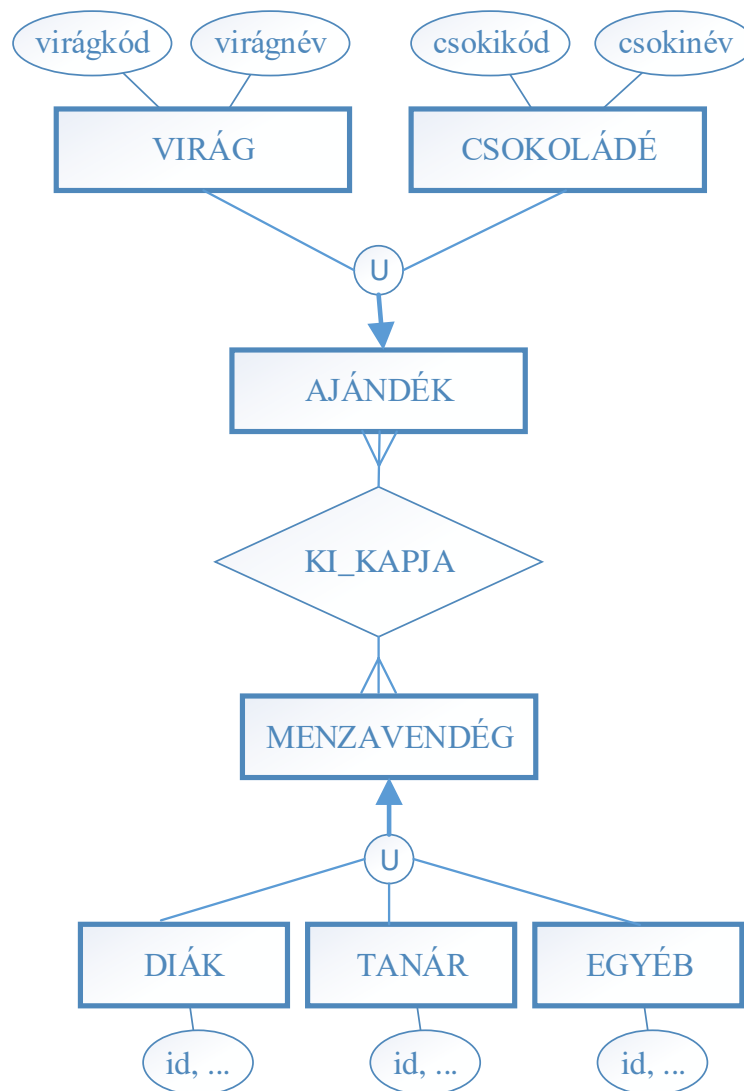 virágkód
virágnév
csokikód
csokinév
VIRÁG
CSOKOLÁDÉ
U
AJÁNDÉK
KI_KAPJA
MENZAVENDÉG
U
DIÁK
TANÁR
EGYÉB
id, ...
id, ...
id, ...